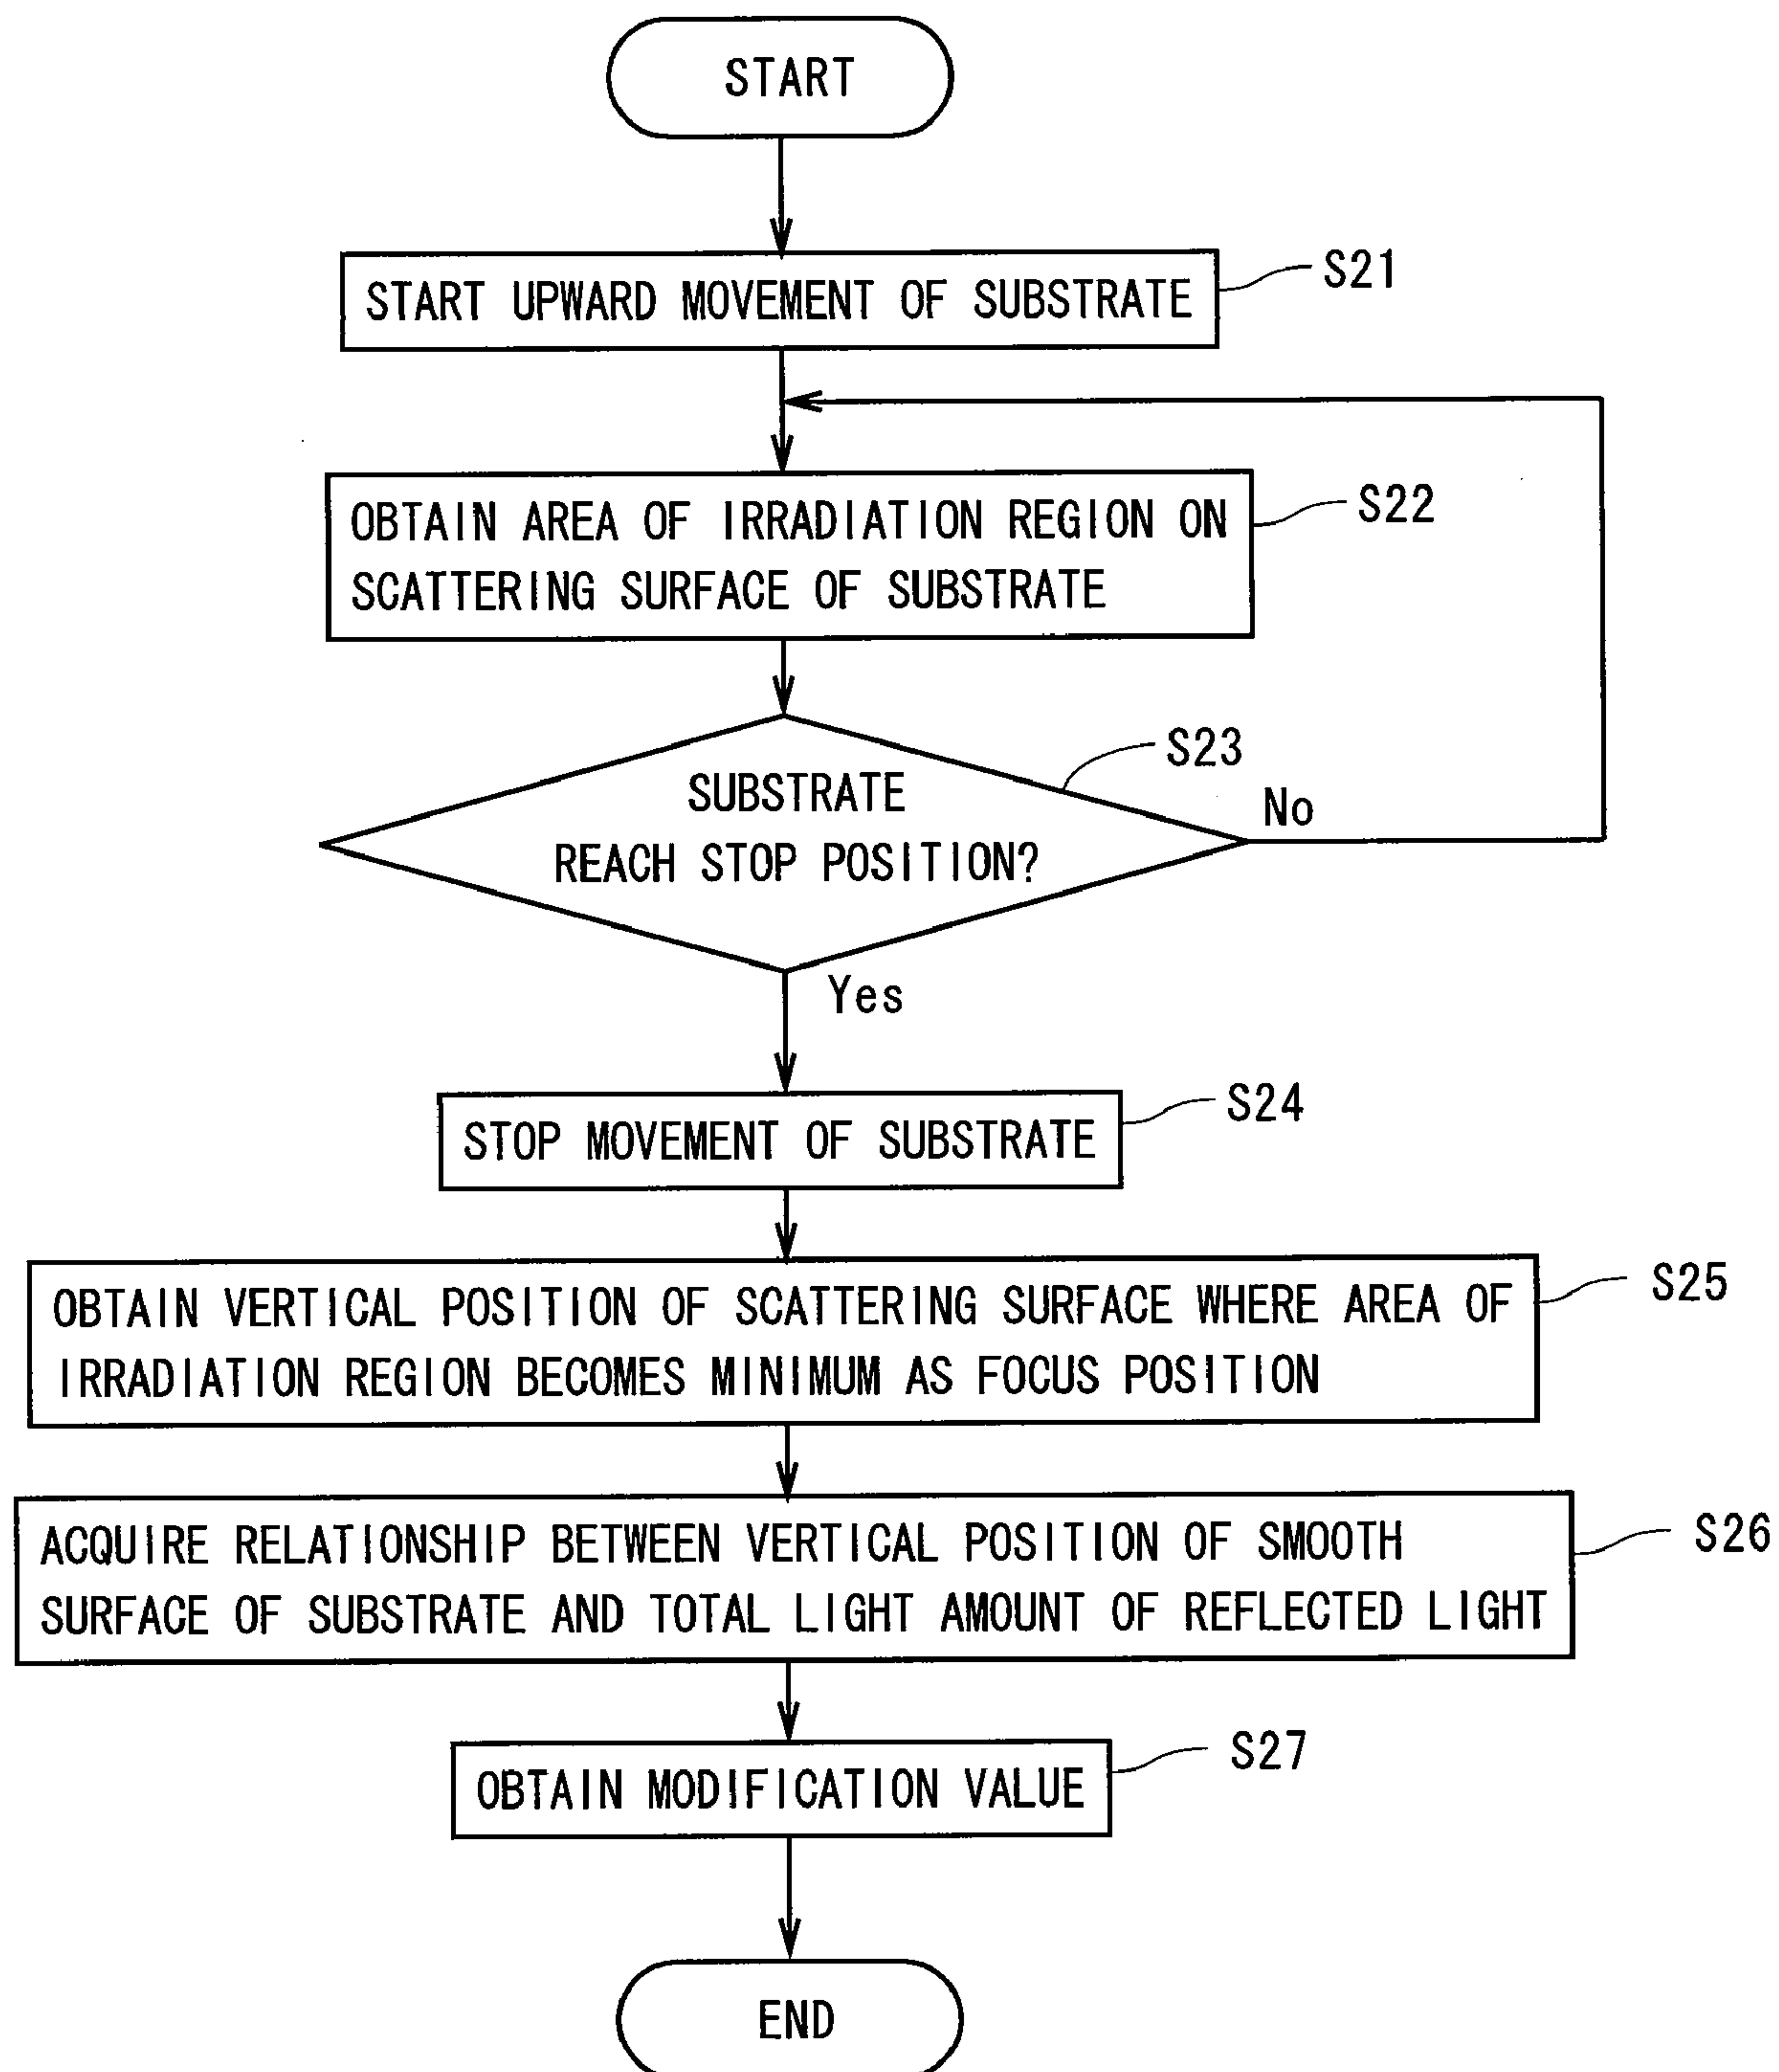 START
START UPWARD MOVEMENT OF SUBSTRATE
S21
OBTAIN AREA OF IRRADIATION REGION ON
SCATTERING SURFACE OF SUBSTRATE
S22
SUBSTRATE
REACH STOP POSITION?
S23
No
Yes
STOP MOVEMENT OF SUBSTRATE
S24
OBTAIN VERTICAL POSITION OF SCATTERING SURFACE WHERE AREA OF
IRRADIATION REGION BECOMES MINIMUM AS FOCUS POSITION
S25
ACQUIRE RELATIONSHIP BETWEEN VERTICAL POSITION OF SMOOTH
SURFACE OF SUBSTRATE AND TOTAL LIGHT AMOUNT OF REFLECTED LIGHT
S26
OBTAIN MODIFICATION VALUE
S27
END